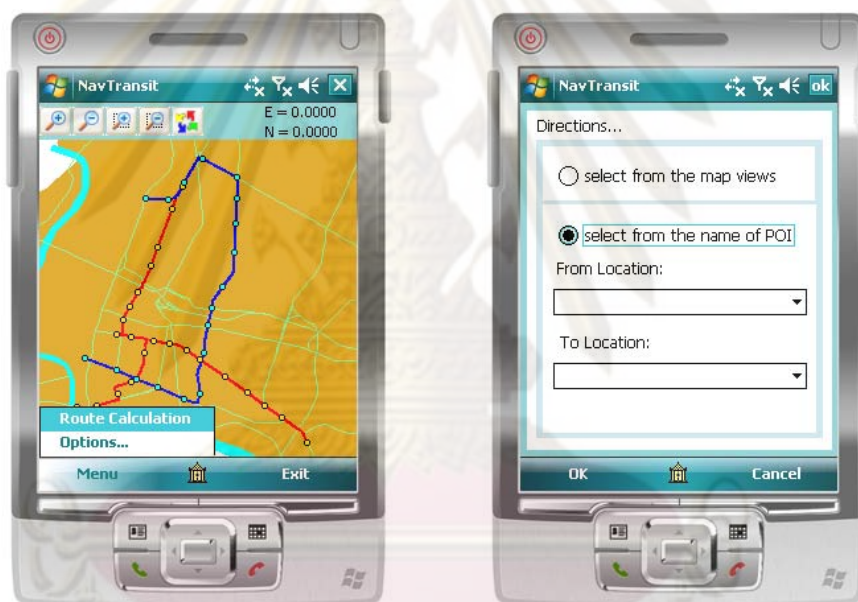 NavTransit
E = 0.0000
N = 0.0000
Route Calculation
Options...
Menu
Exit
NavTransit
ok
Directions...
select from the map views
select from the name of POI
From Location:
To Location:
OK
Cancel